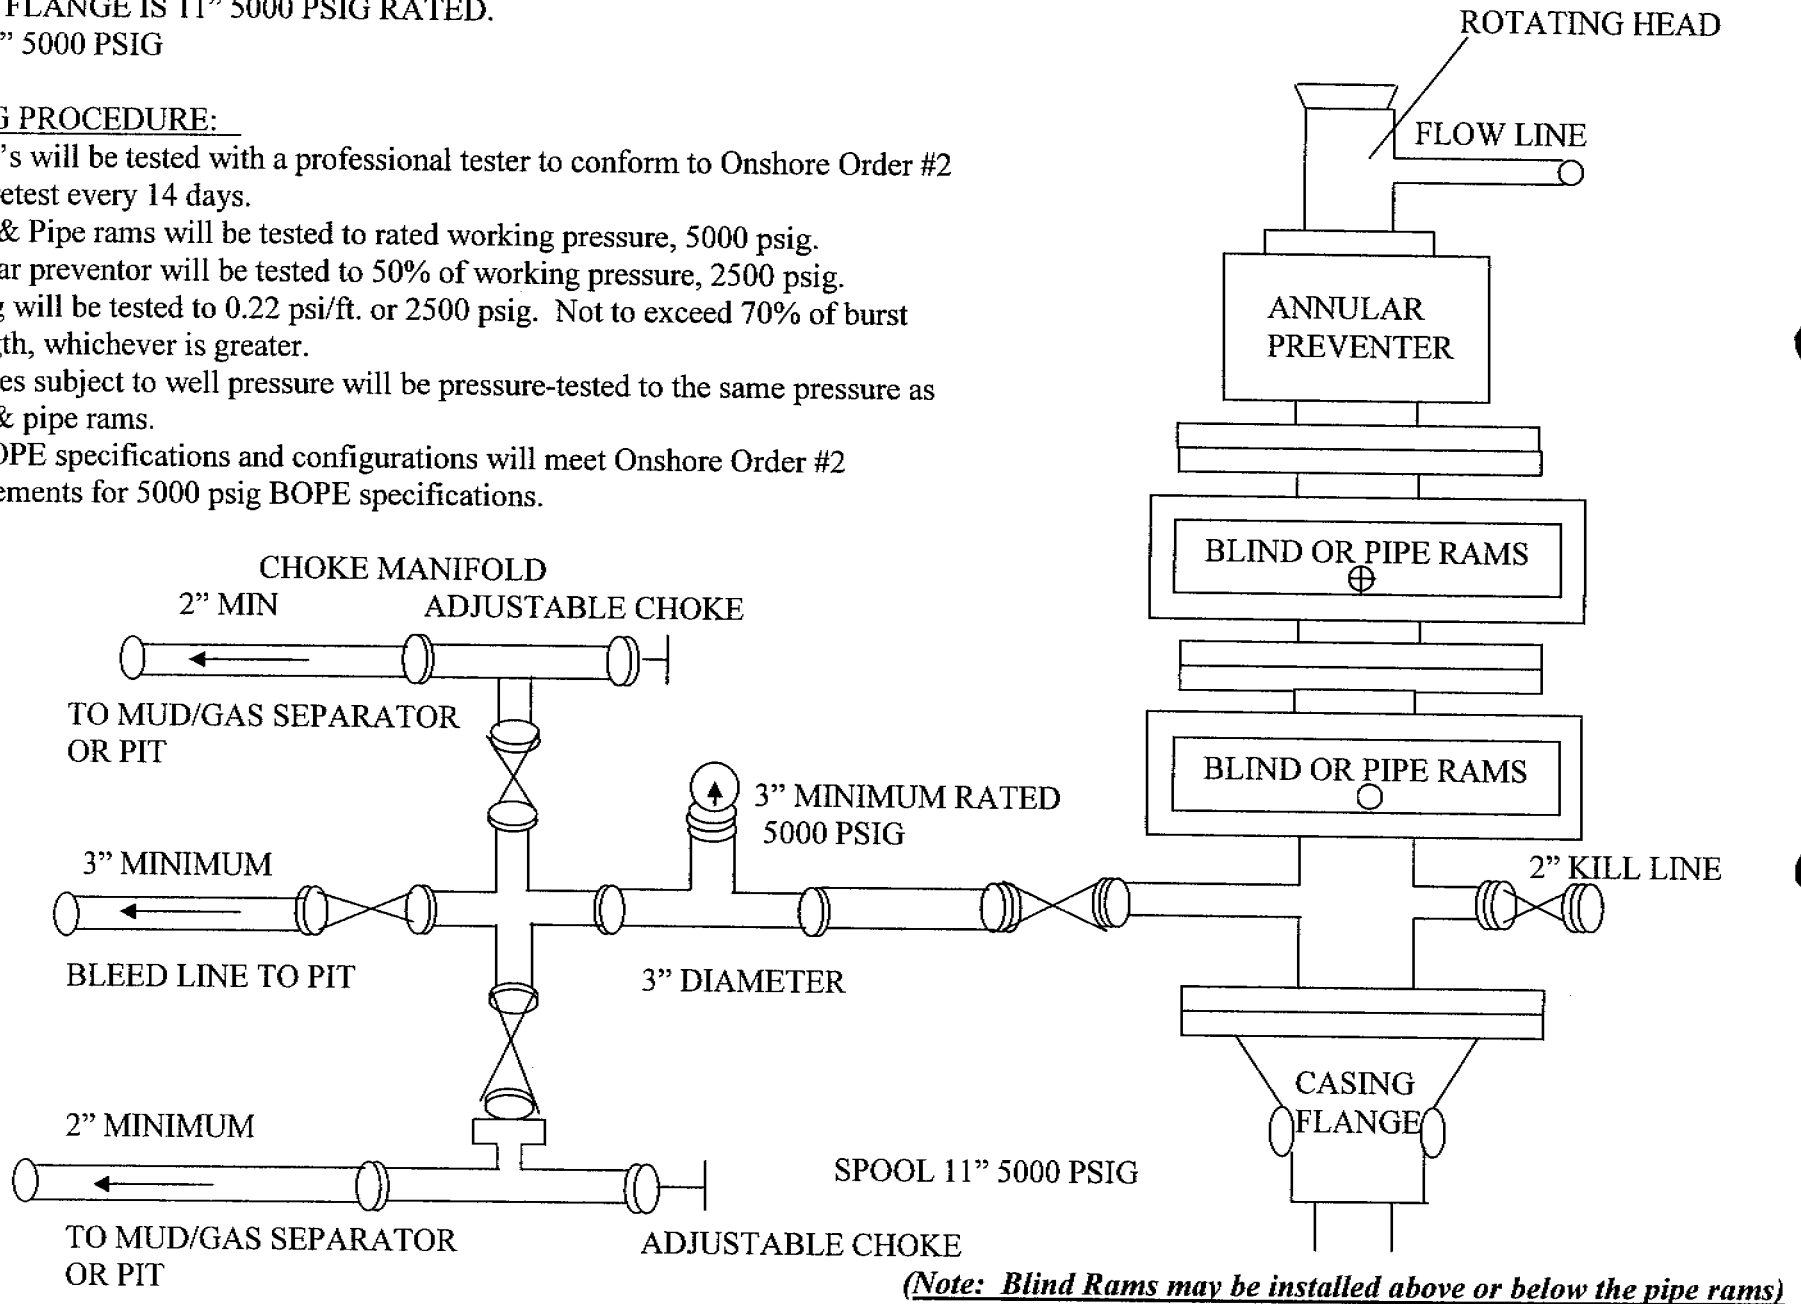 FLANGE IS 11” 5000 PSIG RATED.
” 5000 PSIG
G PROCEDURE:
’s will be tested with a professional tester to conform to Onshore Order #2
etest every 14 days.
& Pipe rams will be tested to rated working pressure, 5000 psig.
ar preventor will be tested to 50% of working pressure, 2500 psig.
g will be tested to 0.22 psi/ft. or 2500 psig.  Not to exceed 70% of burst
gth, whichever is greater.
es subject to well pressure will be pressure-tested to the same pressure as
& pipe rams.
OPE specifications and configurations will meet Onshore Order #2
ements for 5000 psig BOPE specifications.
ROTATING HEAD
FLOW LINE
ANNULAR
PREVENTER
BLIND OR PIPE RAMS
BLIND OR PIPE RAMS
CHOKE MANIFOLD
2” MIN
ADJUSTABLE CHOKE
TO MUD/GAS SEPARATOR
OR PIT
3” MINIMUM RATED
5000 PSIG
3” MINIMUM
2” KILL LINE
BLEED LINE TO PIT
3” DIAMETER
CASING
FLANGE
2” MINIMUM
SPOOL 11” 5000 PSIG
TO MUD/GAS SEPARATOR
OR PIT
ADJUSTABLE CHOKE
(Note:  Blind Rams may be installed above or below the pipe rams)